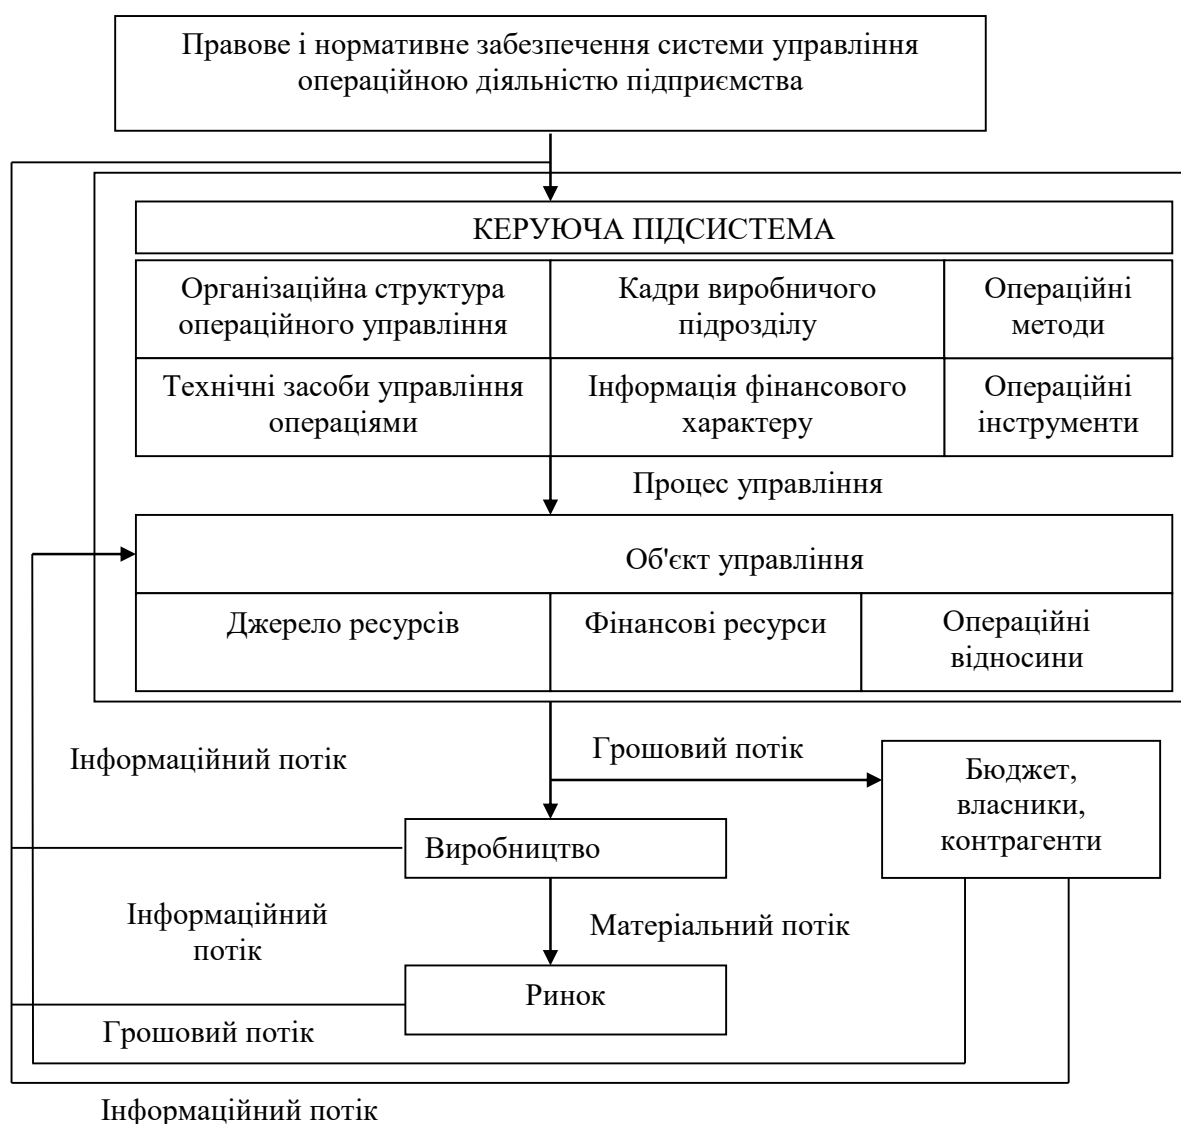 Правове і нормативне забезпечення системи управління
операційною діяльністю підприємства
КЕРУЮЧА ПІДСИСТЕМА
Організаційна структура
операційного управління
Кадри виробничого
підрозділу
Операційні
методи
Технічні засоби управління
операціями
Інформація фінансового
характеру
Операційні
інструменти
Процес управління
Об'єкт управління
Джерело ресурсів
Фінансові ресурси
Операційні
відносини
Інформаційний потік
Грошовий потік
Бюджет,
власники,
контрагенти
Виробництво
Інформаційний
потік
Матеріальний потік
Ринок
Грошовий потік
Інформаційний потік